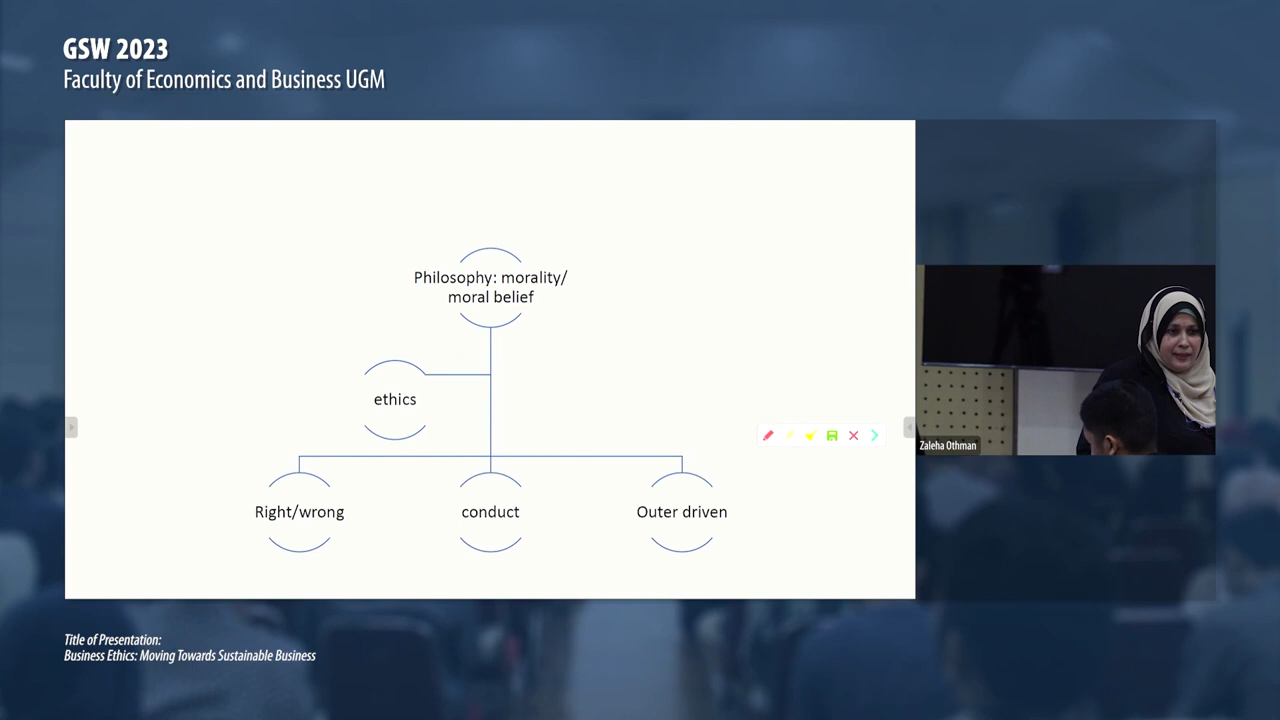 GSW 2023
Faculty of Economics and Business UGM
Philosophy: morality/
moral belief
ethics
Right/wrong
conduct
Outer driven
Zaleha Othman
Title of Presentation:
Business Ethics: Moving Towards Sustainable Business